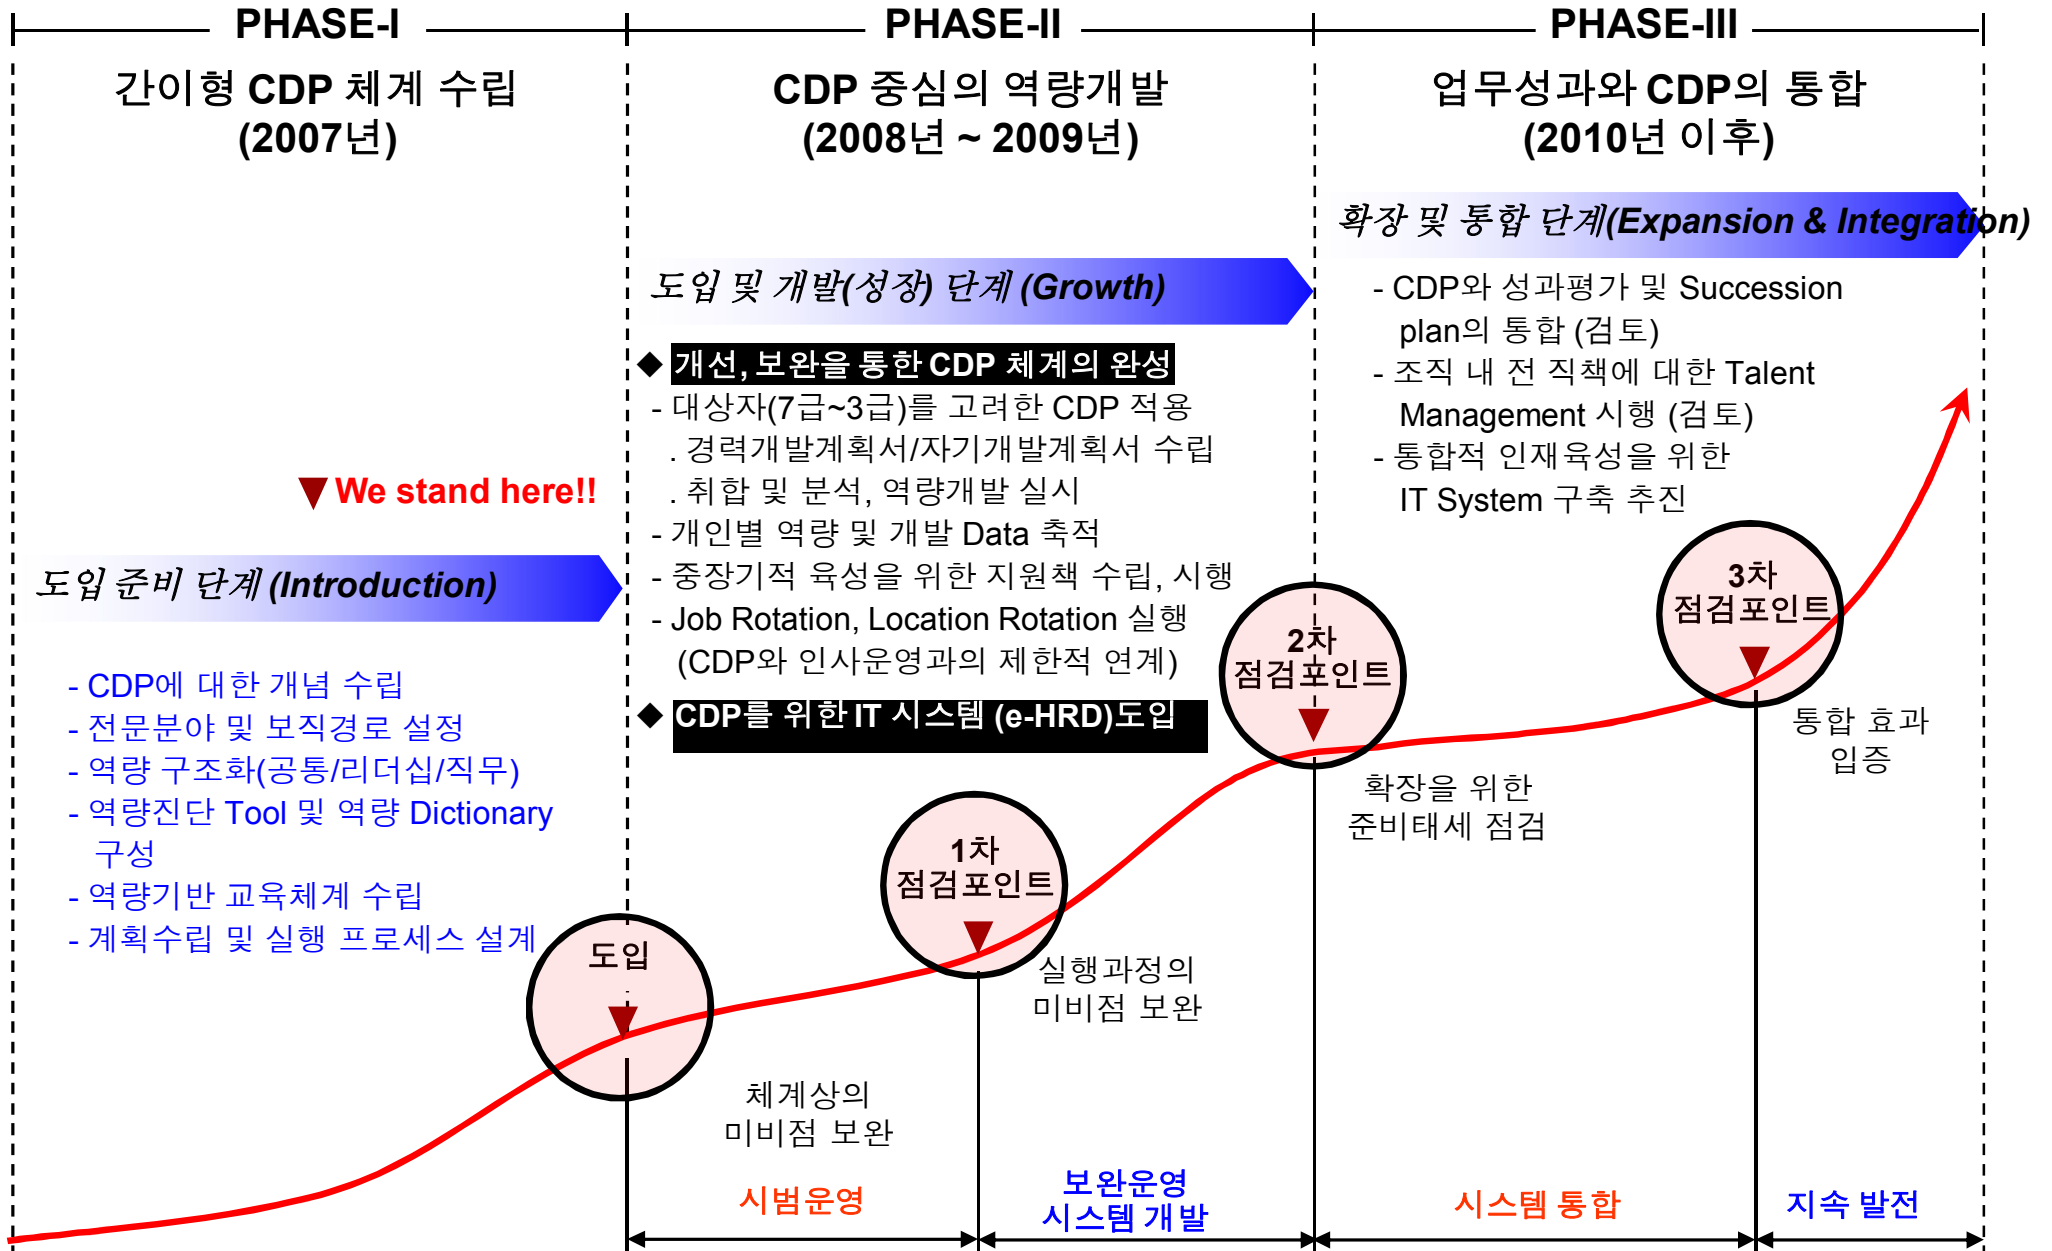 PHASE-I
간이형 CDP 체계 수립
(2007년)
▼ We stand here!!
도입 준비 단계 (Introduction)
- CDP에 대한 개념 수립
- 전문분야 및 보직경로 설정
- 역량 구조화(공통/리더십/직무)
- 역량진단 Tool 및 역량 Dictionary
구성
- 역량기반 교육체계 수립
- 계획수립 및 실행 프로세스 설계
도입
PHASE-II
CDP 중심의 역량개발
(2008년 ~ 2009년)
도입 및 개발(성장) 단계 (Growth)
◆ 개선, 보완을 통한 CDP 체계의 완성
- 대상자(7급~3급)를 고려한 CDP 적용
. 경력개발계획서/자기개발계획서 수립
. 취합 및 분석, 역량개발 실시
- 개인별 역량 및 개발 Data 축적
- 중장기적 육성을 위한 지원책 수립, 시행
- Job Rotation, Location Rotation 실행
(CDP와 인사운영과의 제한적 연계)
◆ CDP를 위한 IT 시스템 (e-HRD)도입
1차
점검포인트
2차
점검포인트
체계상의
미비점 보완
실행과정의
미비점 보완
시범운영
보완운영
시스템 개발
PHASE-III
업무성과와 CDP의 통합
(2010년 이후)
확장 및 통합 단계(Expansion & Integration)
- CDP와 성과평가 및 Succession
plan의 통합 (검토)
- 조직 내 전 직책에 대한 Talent
Management 시행 (검토)
- 통합적 인재육성을 위한
IT System 구축 추진
3차
점검포인트
확장을 위한
준비태세 점검
통합 효과
입증
시스템 통합
지속 발전